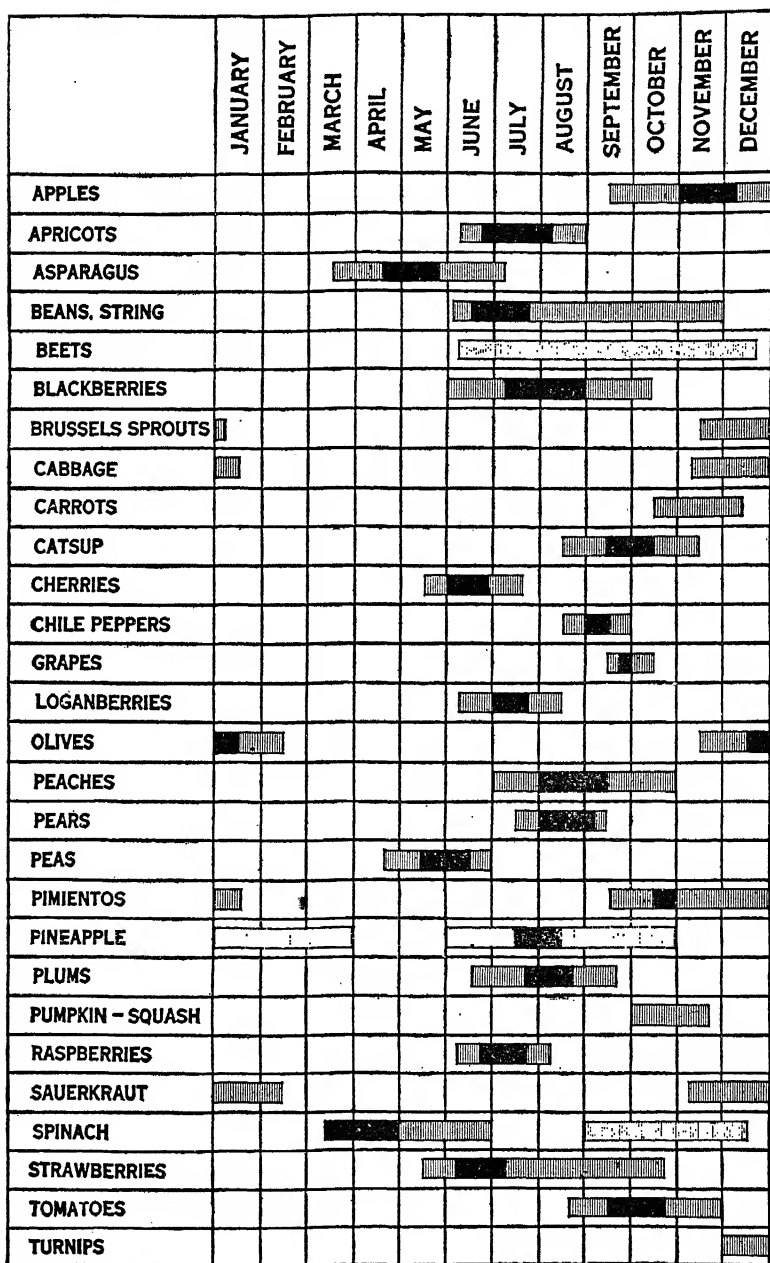 JANUARY
FEBRUARY
MARCH
APRIL
MAY
JUNE
JULY
AUGUST
SEPTEMBER
OCTOBER
NOVEMBER
DECEMBER
APPLES
APRICOTS
ASPARAGUS
BEANS, STRING
BEETS
BLACKBERRIES
BRUSSELS SPROUTS
CABBAGE
CARROTS
CATSUP
CHERRIES
CHILE PEPPERS
GRAPES
LOGANBERRIES
OLIVES
PEACHES
PEARS
PEAS
PIMIENTOS
PINEAPPLE
PLUMS
PUMPKIN – SQUASH
RASPBERRIES
SAUERKRAUT
SPINACH
STRAWBERRIES
TOMATOES
TURNIPS